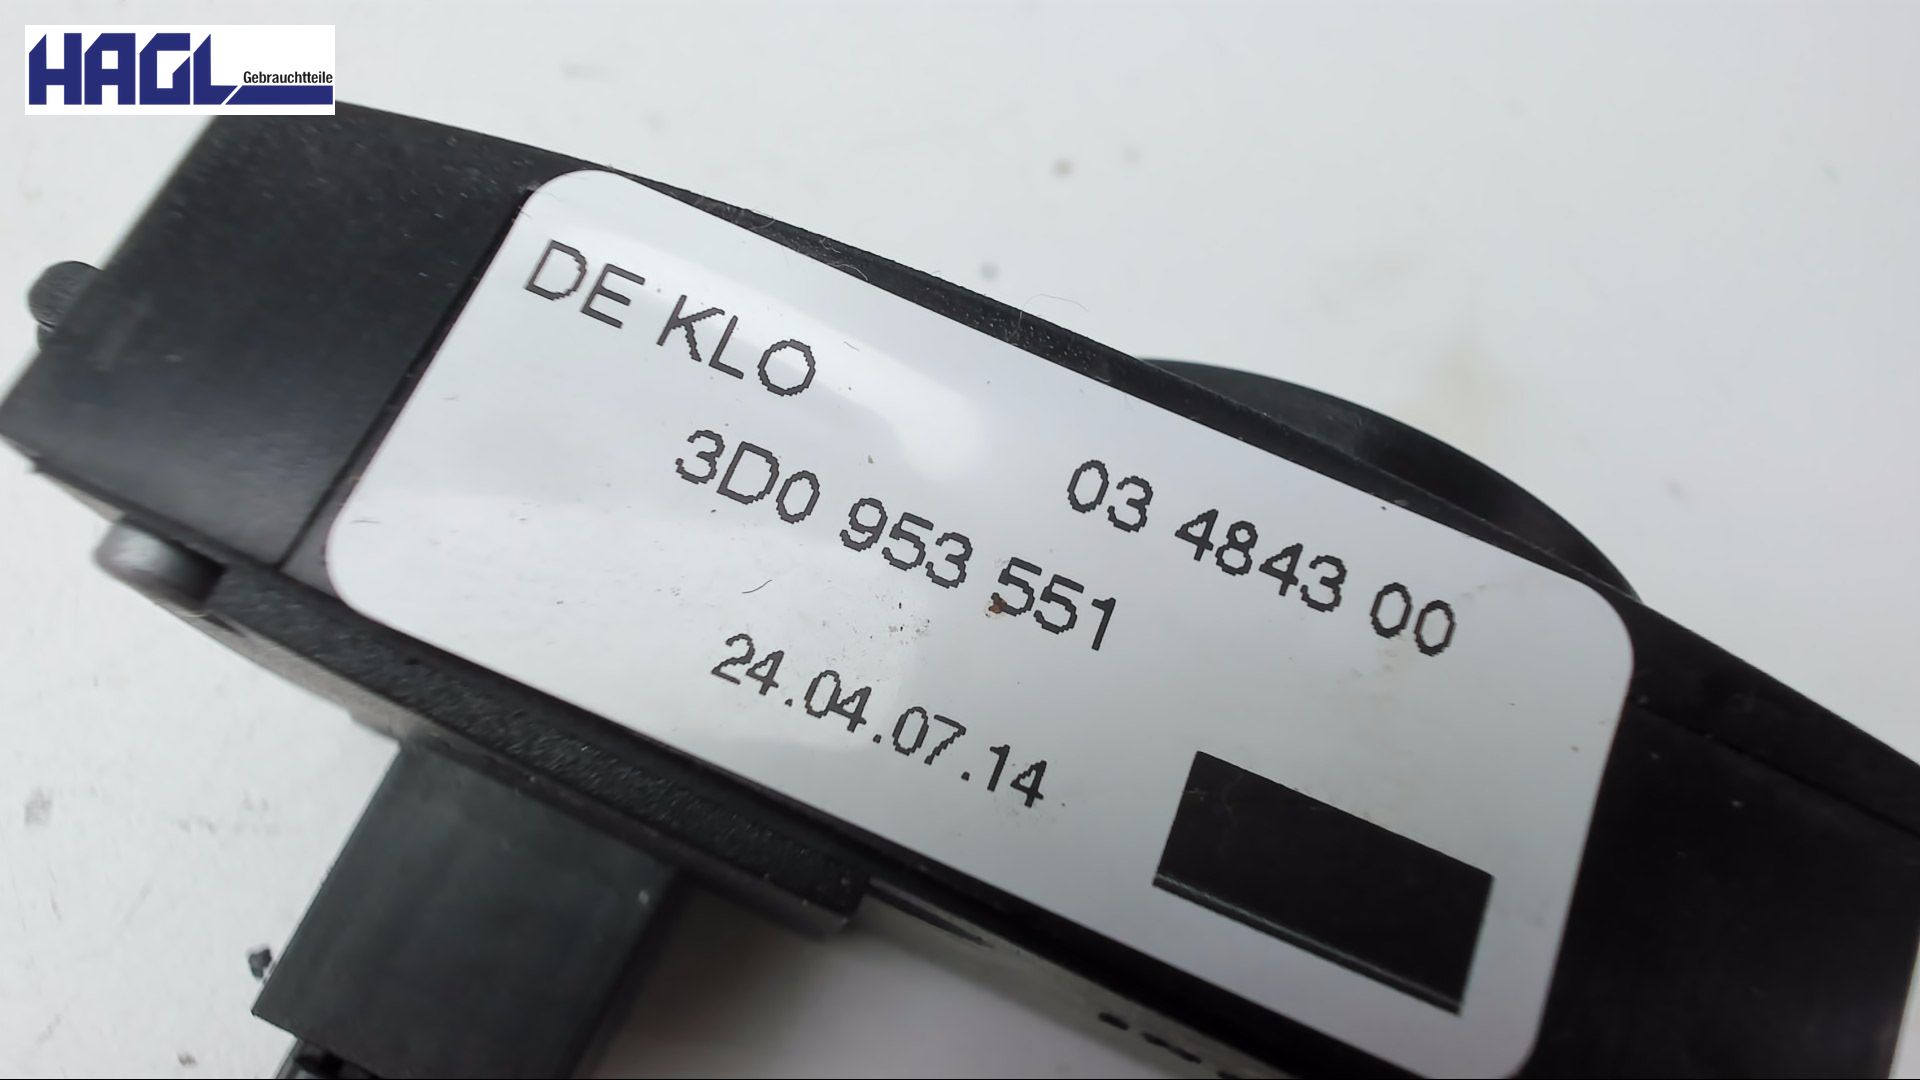 HAGL Gebrauchtteile
DE KLO
03 4843 00
3D0 953 551
24.04.07.14